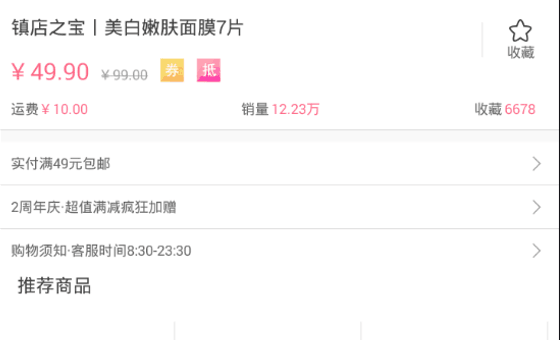 镇店之宝丨美白嫩肤面膜7片
收藏
￥49.90 ￥99.00 券 抵
运费￥10.00 销量 12.23万 收藏 6678
实付满49元包邮
2周年庆·超值满减疯狂加赠
购物须知·客服时间8:30-23:30
推荐商品